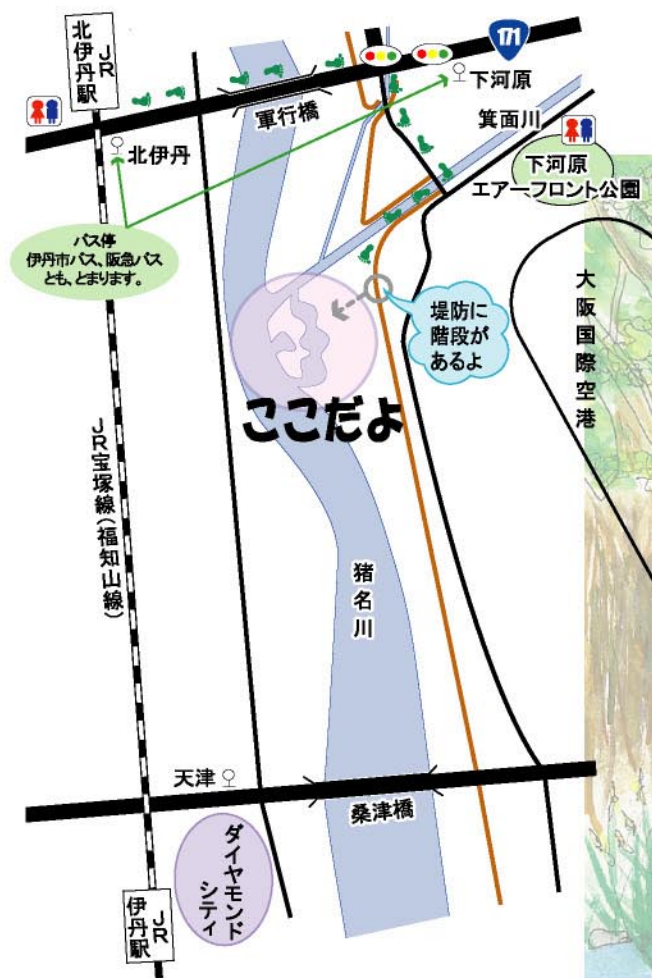 JR
北伊丹駅
171
下河原
軍行橋
箕面川
北伊丹
下河原
エアーフロント公園
バス停
伊丹市バス、阪急バス
とも、とまります。
堤防に
階段が
あるよ
大阪国際空港
ここだよ
JR宝塚線(福知山線)
猪名川
天津
桑津橋
ダイヤモンド
シティ
JR
伊丹駅